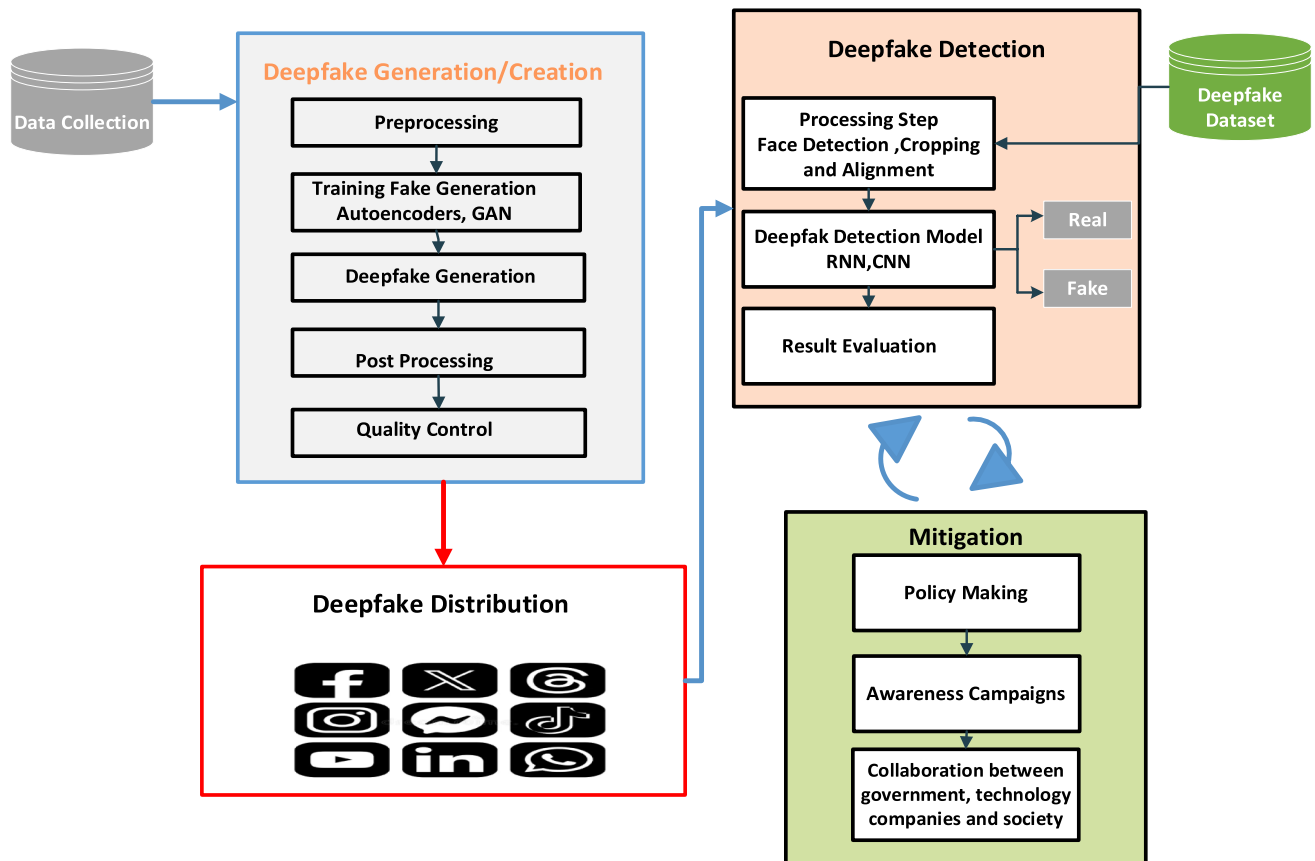 Data Collection
Deepfake Generation/Creation
Preprocessing
Training Fake Generation
Autoencoders, GAN
Deepfake Generation
Post Processing
Quality Control
Deepfake Distribution
Deepfake Detection
Processing Step
Face Detection ,Cropping
and Alignment
Deepfak Detection Model
RNN,CNN
Real
Fake
Result Evaluation
Deepfake
Dataset
Mitigation
Policy Making
Awareness Campaigns
Collaboration between
government, technology
companies and society